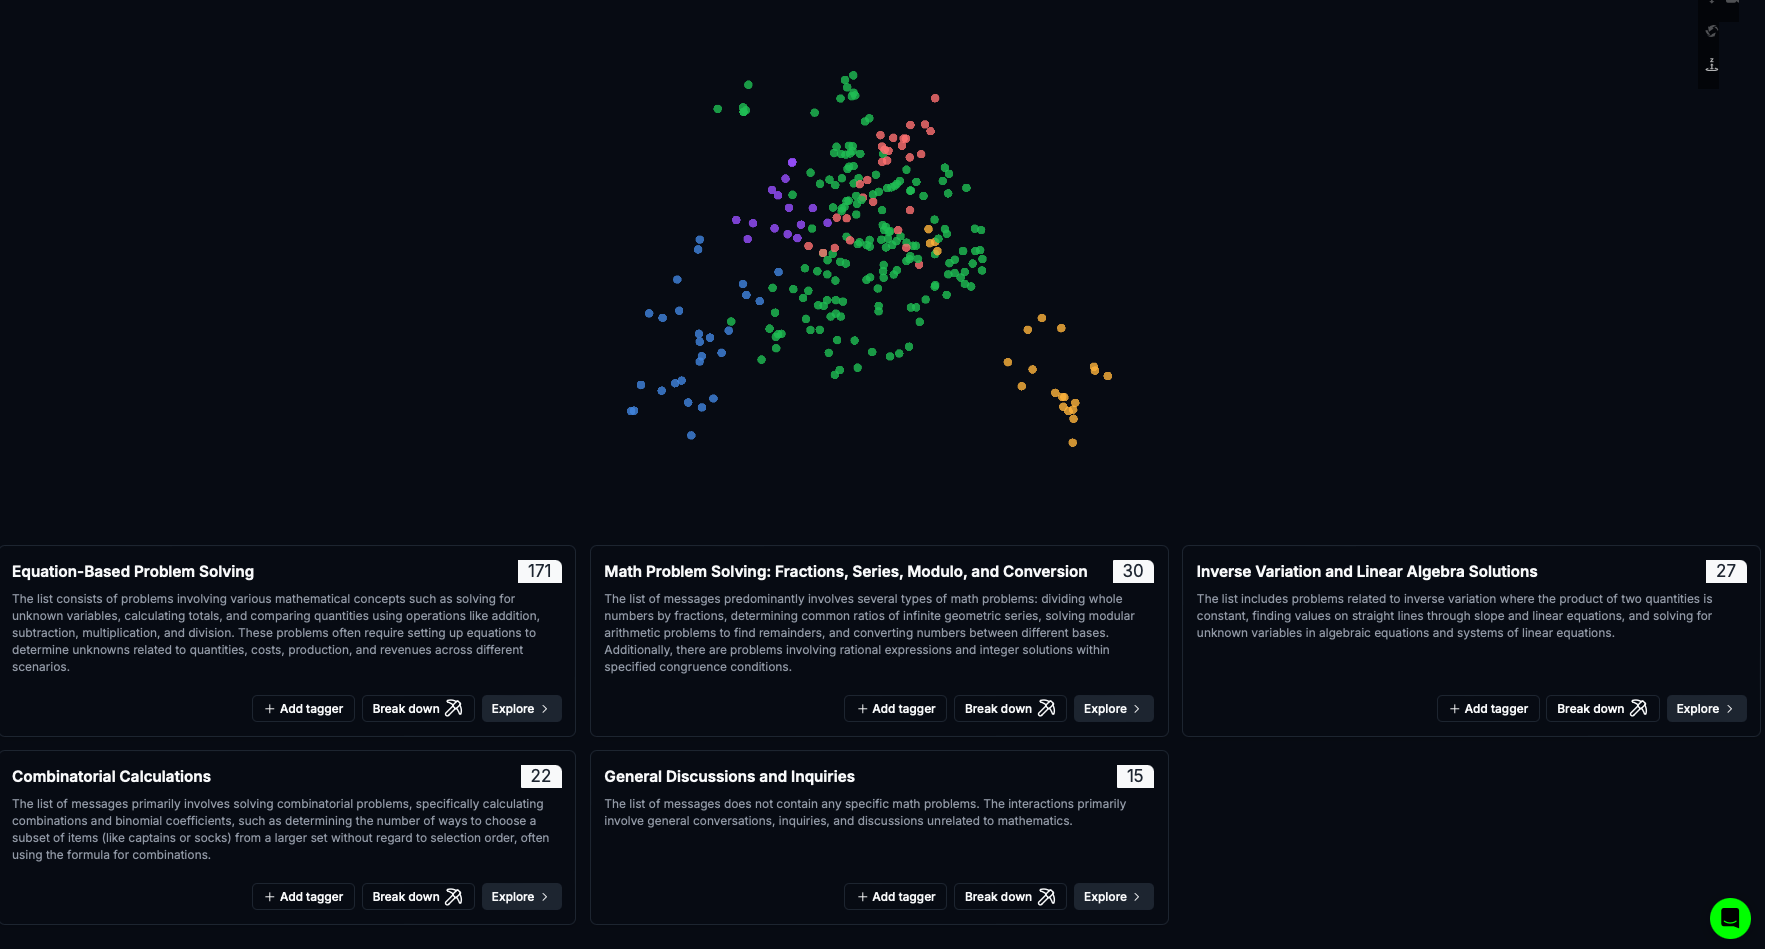 Equation-Based Problem Solving
171
The list consists of problems involving various mathematical concepts such as solving for
unknown variables, calculating totals, and comparing quantities using operations like addition,
subtraction, multiplication, and division. These problems often require setting up equations to
determine unknowns related to quantities, costs, production, and revenues across different
scenarios.
+ Add tagger
Break down
Explore
Math Problem Solving: Fractions, Series, Modulo, and Conversion
30
The list of messages predominantly involves several types of math problems: dividing whole
numbers by fractions, determining common ratios of infinite geometric series, solving modular
arithmetic problems to find remainders, and converting numbers between different bases.
Additionally, there are problems involving rational expressions and integer solutions within
specified congruence conditions.
+ Add tagger
Break down
Explore
Inverse Variation and Linear Algebra Solutions
27
The list includes problems related to inverse variation where the product of two quantities is
constant, finding values on straight lines through slope and linear equations, and solving for
unknown variables in algebraic equations and systems of linear equations.
+ Add tagger
Break down
Explore
Combinatorial Calculations
22
The list of messages primarily involves solving combinatorial problems, specifically calculating
combinations and binomial coefficients, such as determining the number of ways to choose a
subset of items (like captains or socks) from a larger set without regard to selection order, often
using the formula for combinations.
+ Add tagger
Break down
Explore
General Discussions and Inquiries
15
The list of messages does not contain any specific math problems. The interactions primarily
involve general conversations, inquiries, and discussions unrelated to mathematics.
+ Add tagger
Break down
Explore